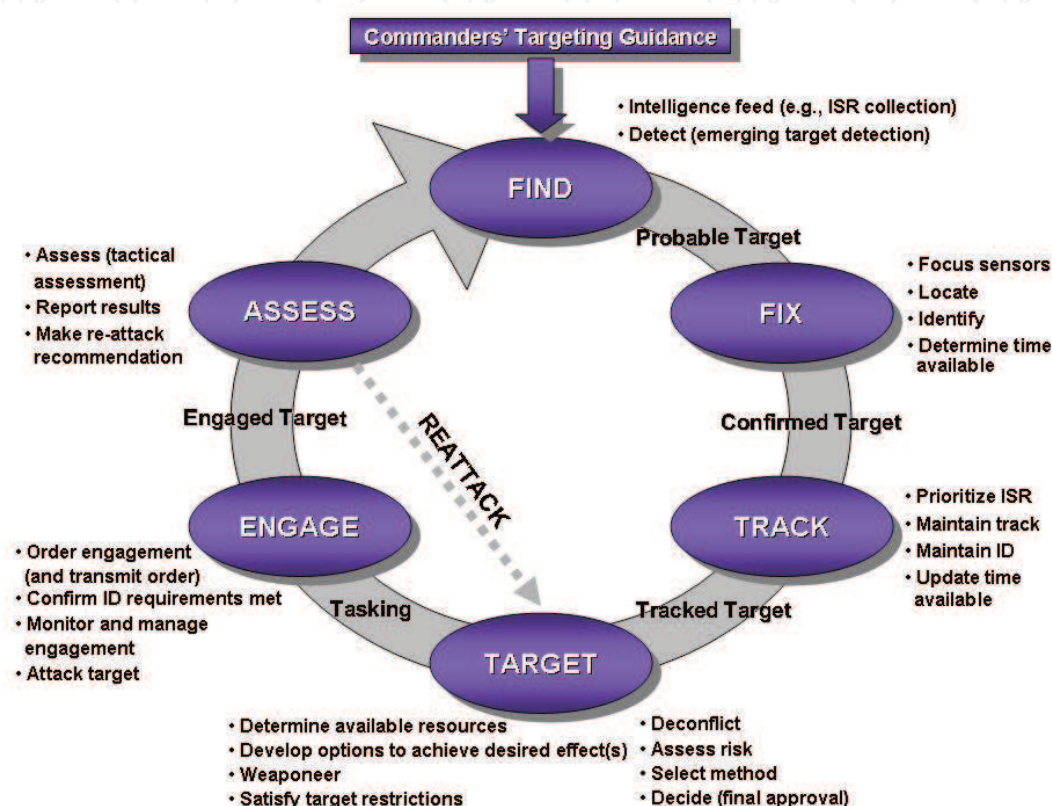 Commanders' Targeting Guidance
• Intelligence feed (e.g., ISR collection)
• Detect (emerging target detection)
FIND
Probable Target
FIX
• Focus sensors
• Locate
• Identify
• Determine time
available
Confirmed Target
TRACK
• Prioritize ISR
• Maintain track
• Maintain ID
• Update time
available
Tracked Target
TARGET
• Determine available resources
• Develop options to achieve desired effect(s)
• Weaponeer
• Satisfy target restrictions
• Deconflict
• Assess risk
• Select method
• Decide (final approval)
Tasking
ENGAGE
• Order engagement
(and transmit order)
• Confirm ID requirements met
• Monitor and manage
engagement
• Attack target
Engaged Target
ASSESS
• Assess (tactical
assessment)
• Report results
• Make re-attack
recommendation
REATTACK